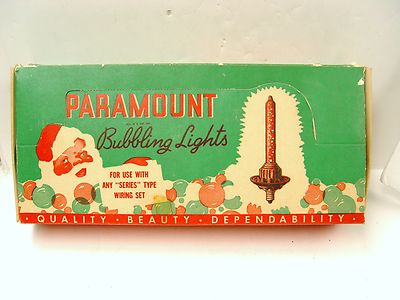 PARAMOUNT
Bubbling Lights
FOR USE WITH
ANY "SERIES" TYPE
WIRING SET
· QUALITY · BEAUTY · DEPENDABILITY ·